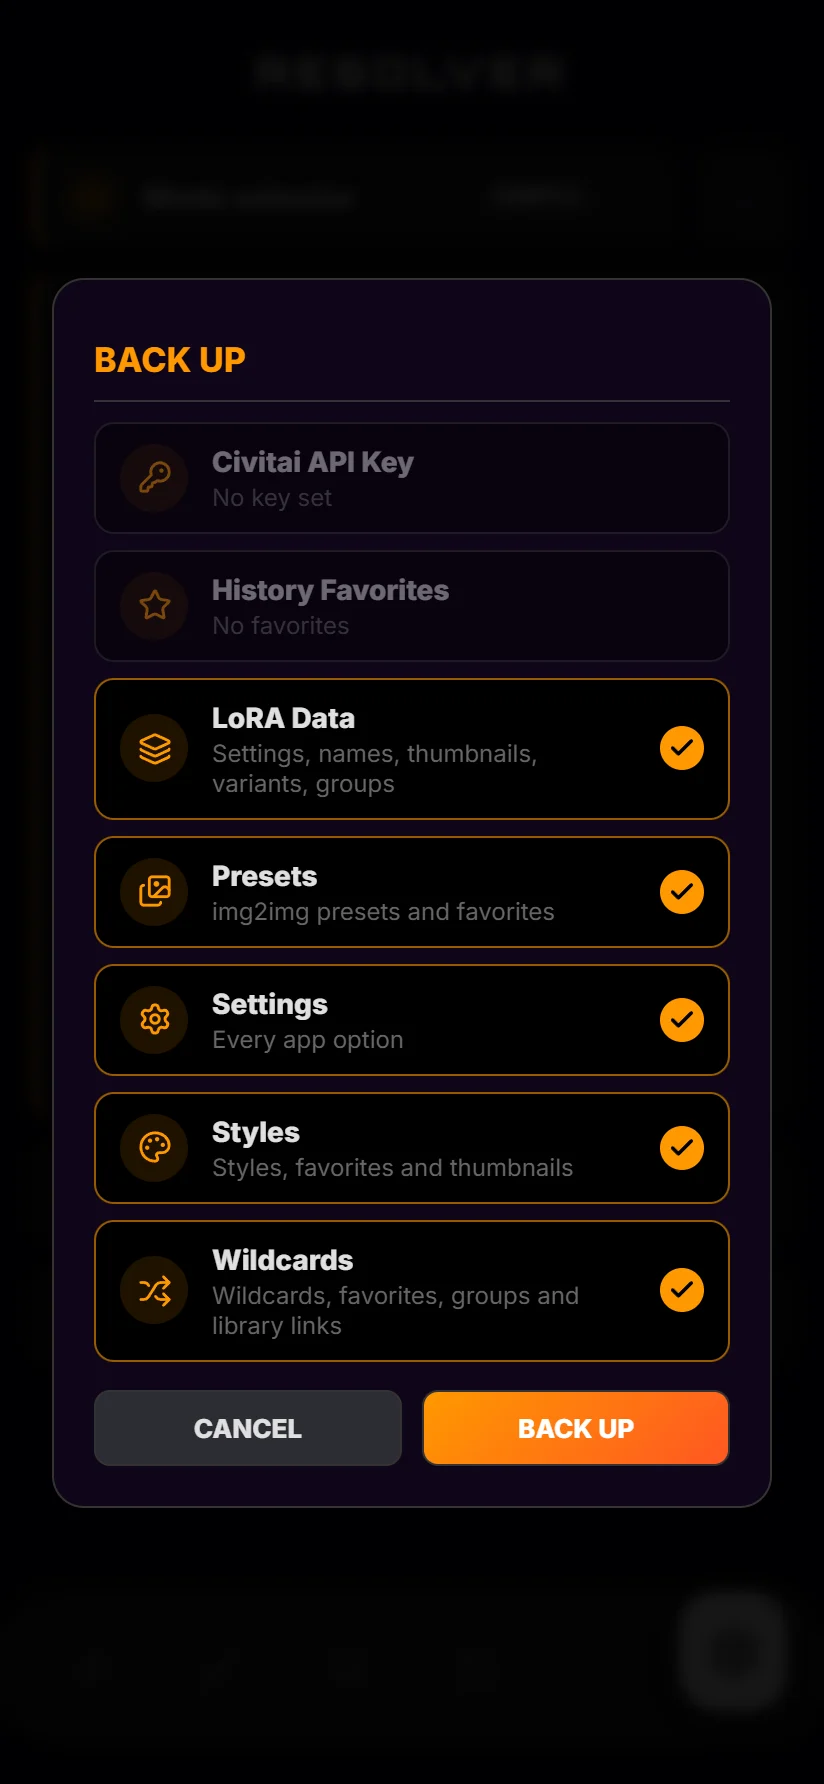 BACK UP
Civitai API Key
No key set
History Favorites
No favorites
LoRA Data
Settings, names, thumbnails,
variants, groups
Presets
img2img presets and favorites
Settings
Every app option
Styles
Styles, favorites and thumbnails
Wildcards
Wildcards, favorites, groups and
library links
CANCEL
BACK UP